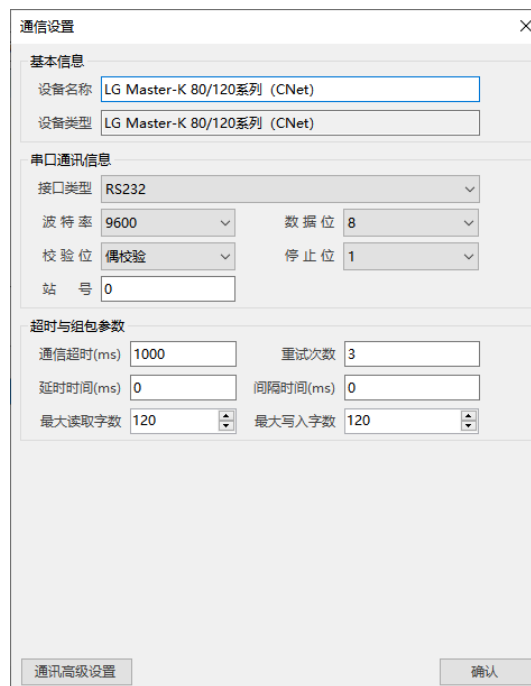 通信设置
基本信息
设备名称 LG Master-K 80/120系列（CNet)
设备类型 LG Master-K 80/120系列（CNet)
串口通讯信息
接口类型 RS232
波特率 9600 数据位 8
校验位 偶校验 停止位 1
站 号 0
超时与组包参数
通信超时(ms) 1000 重试次数 3
延时时间(ms) 0 间隔时间(ms) 0
最大读取字数 120 最大写入字数 120
通讯高级设置 确认